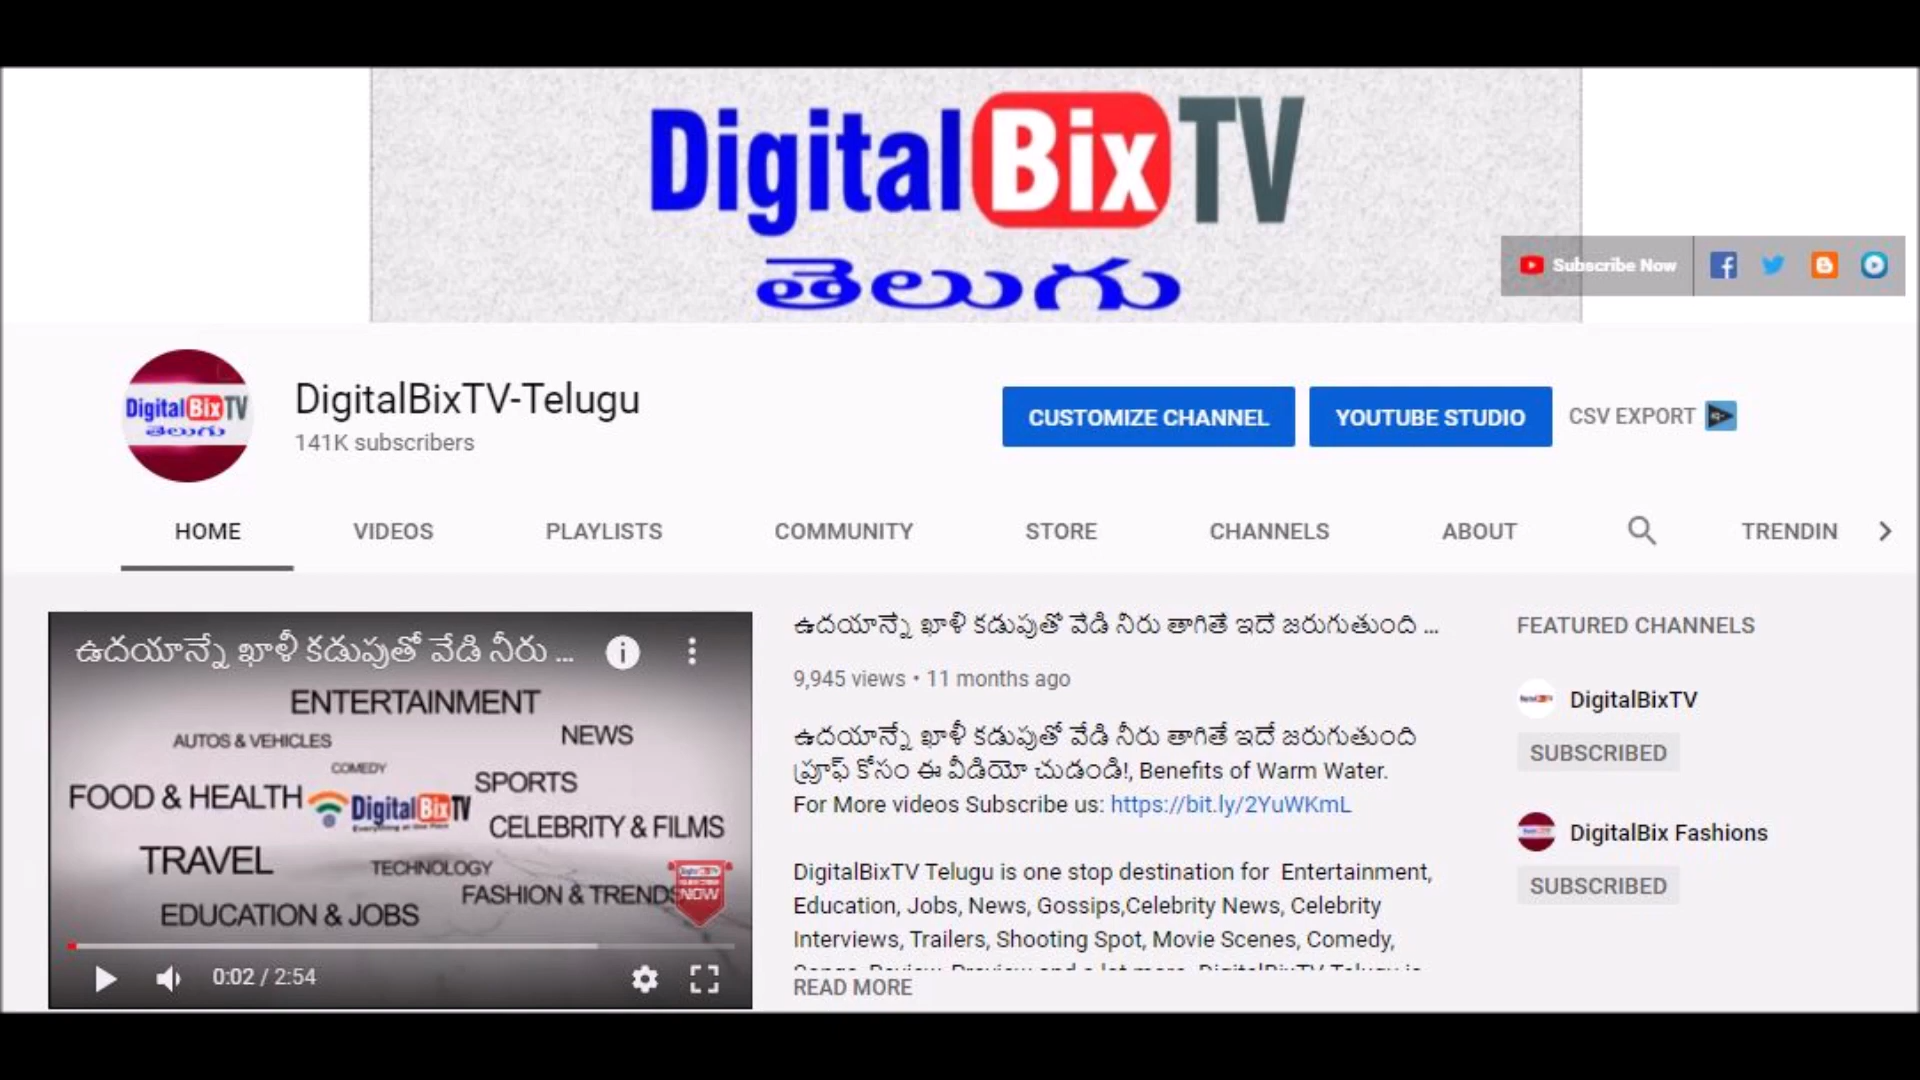 DigitalBixTV
తెలుగు
Subscribe Now
DigitalBixTV
తెలుగు
DigitalBixTV-Telugu
141K subscribers
CUSTOMIZE CHANNEL
YOUTUBE STUDIO
CSV EXPORT
HOME
VIDEOS
PLAYLISTS
COMMUNITY
STORE
CHANNELS
ABOUT
TRENDIN
ఉదయాన్నే ఖాళీ కడుపుతో వేడి నీరు ...
ENTERTAINMENT
AUTOS & VEHICLES
NEWS
COMEDY
SPORTS
FOOD & HEALTH
DigitalBixTV
Everything at One Place
CELEBRITY & FILMS
TRAVEL
TECHNOLOGY
FASHION & TRENDS
NOW
EDUCATION & JOBS
0:02 / 2:54
ఉదయాన్నే ఖాళీ కడుపుతో వేడి నీరు తాగితే ఇదే జరుగుతుంది ...
9,945 views • 11 months ago
ఉదయాన్నే ఖాళీ కడుపుతో వేడి నీరు తాగితే ఇదే జరుగుతుంది
ప్రూఫ్ కోసం ఈ వీడియో చుడండి!, Benefits of Warm Water.
For More videos Subscribe us: https://bit.ly/2YuWKmL
DigitalBixTV Telugu is one stop destination for Entertainment,
Education, Jobs, News, Gossips,Celebrity News, Celebrity
Interviews, Trailers, Shooting Spot, Movie Scenes, Comedy,
READ MORE
FEATURED CHANNELS
DigitalBixTV
SUBSCRIBED
DigitalBix Fashions
SUBSCRIBED